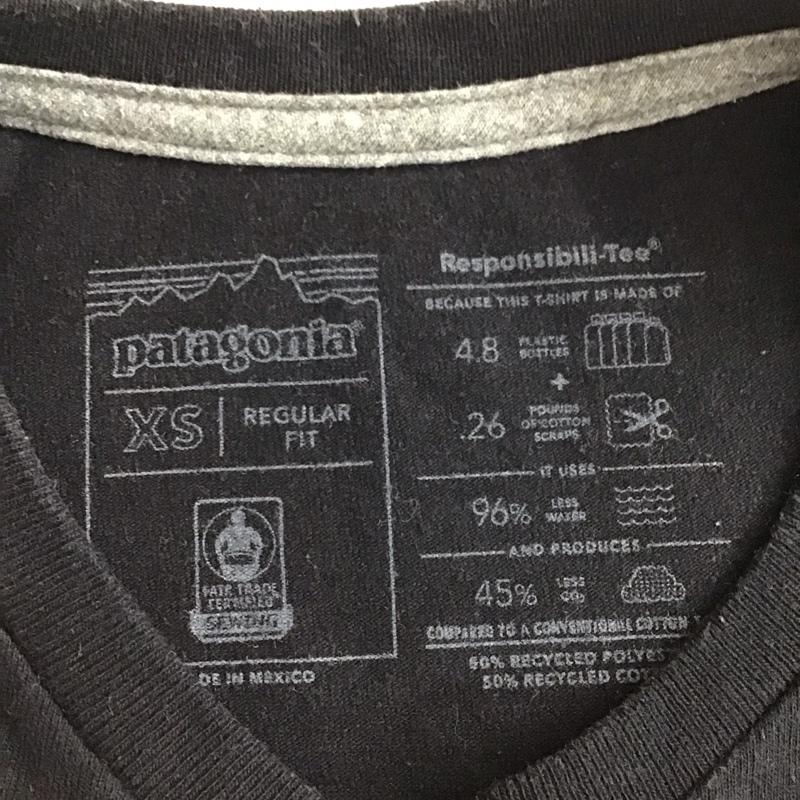 patagonia®
XS
REGULAR
FIT
FAIR TRADE
CERTIFIED
SEWING
DE IN MEXICO
Responsibili-Tee®
BECAUSE THIS T-SHIRT IS MADE OF
4.8
PLASTIC
BOTTLES
+
.26
POUNDS
OF COTTON
SCRAPS
IT USES
96%
LESS
WATER
AND PRODUCES
45%
LESS
CO₂
COMPARED TO A CONVENTIONAL COTTON T
50% RECYCLED POLYES
50% RECYCLED COT